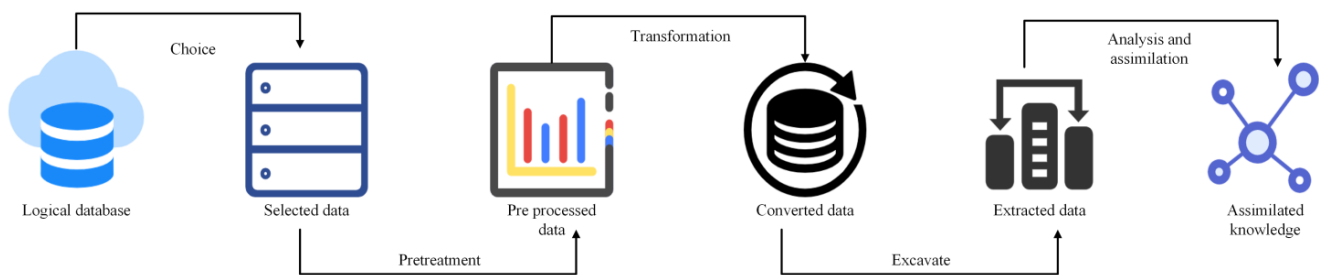 Choice
Transformation
Analysis and
assimilation
Logical database
Selected data
Pre processed
data
Converted data
Extracted data
Assimilated
knowledge
Pretreatment
Excavate